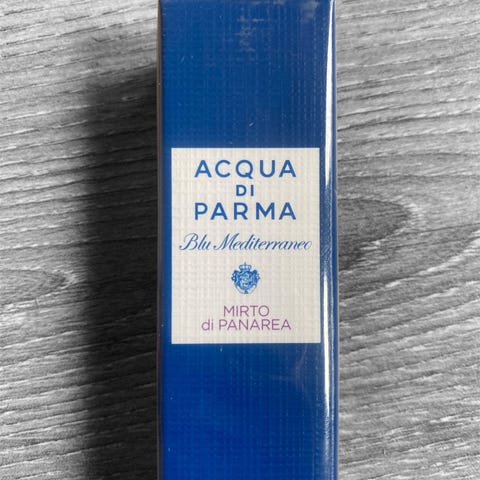 ACQUA
DI
PARMA
Blu Mediterraneo
MIRTO
di PANAREA